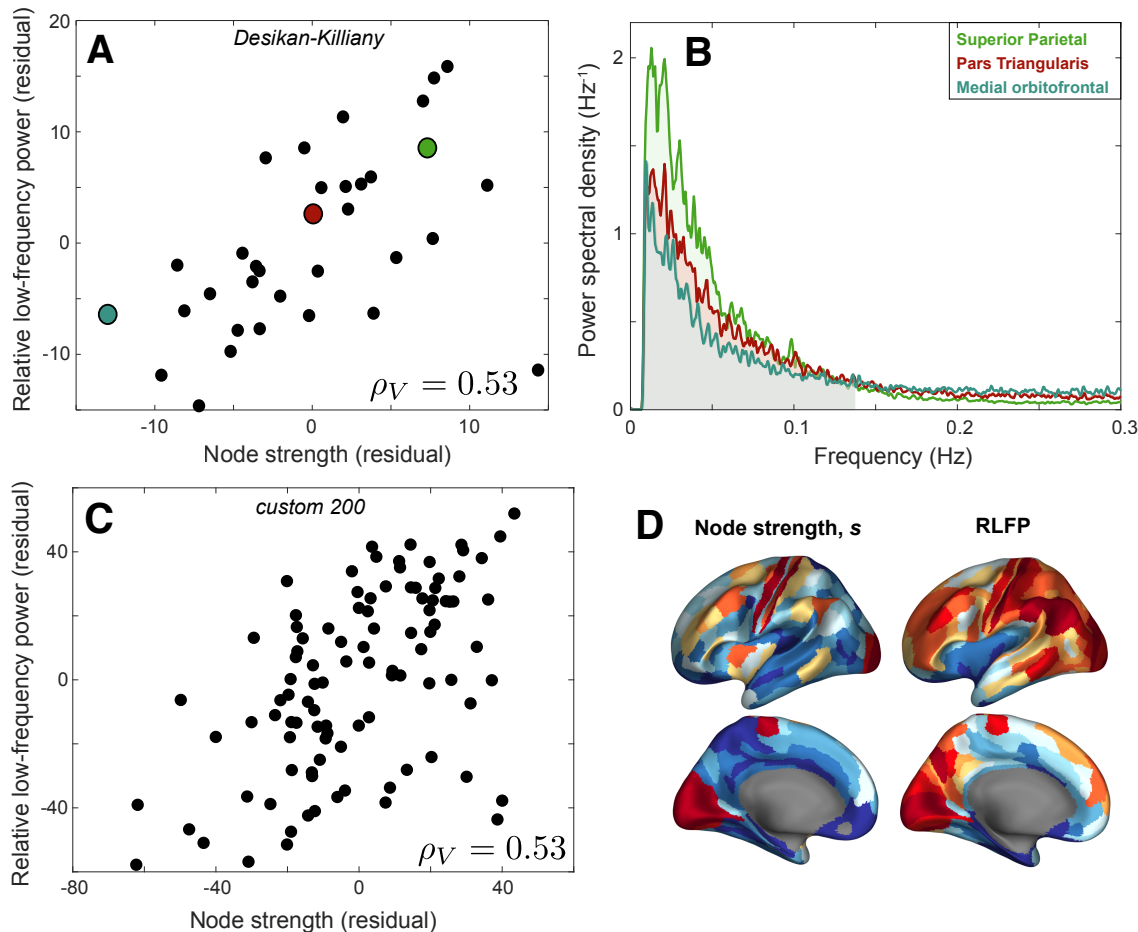 A
Desikan-Killiany
Relative low-frequency power (residual)
20
10
0
-10
-10
0
10
Node strength (residual)
ρV = 0.53
B
Superior Parietal
Pars Triangularis
Medial orbitofrontal
Power spectral density (Hz-1)
2
1
0
0
0.1
0.2
0.3
Frequency (Hz)
C
custom 200
Relative low-frequency power (residual)
40
0
-40
-80
-40
0
40
Node strength (residual)
ρV = 0.53
D
Node strength, s
RLFP